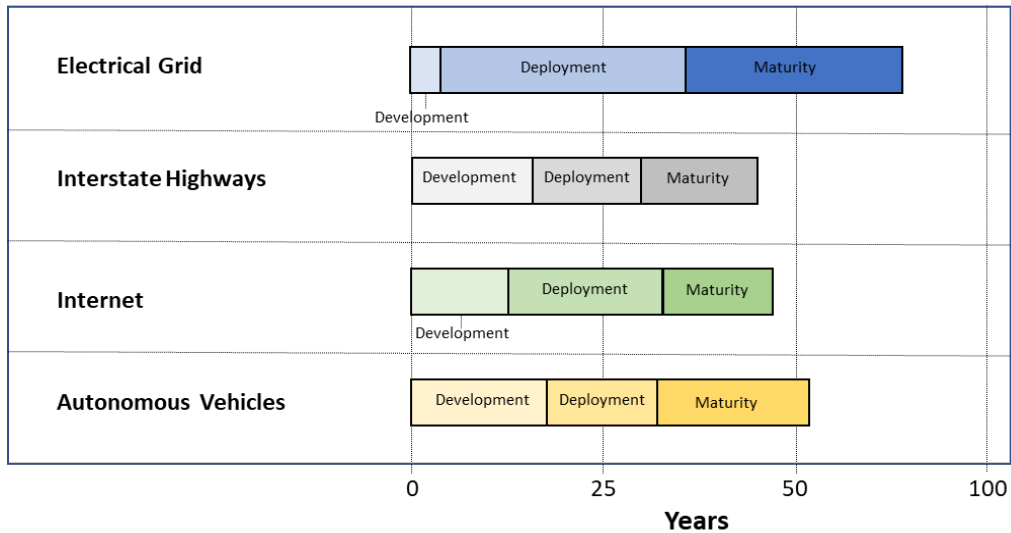 Electrical Grid
Deployment
Maturity
Development
Interstate Highways
Development
Deployment
Maturity
Internet
Deployment
Maturity
Development
Autonomous Vehicles
Development
Deployment
Maturity
0
25
50
100
Years